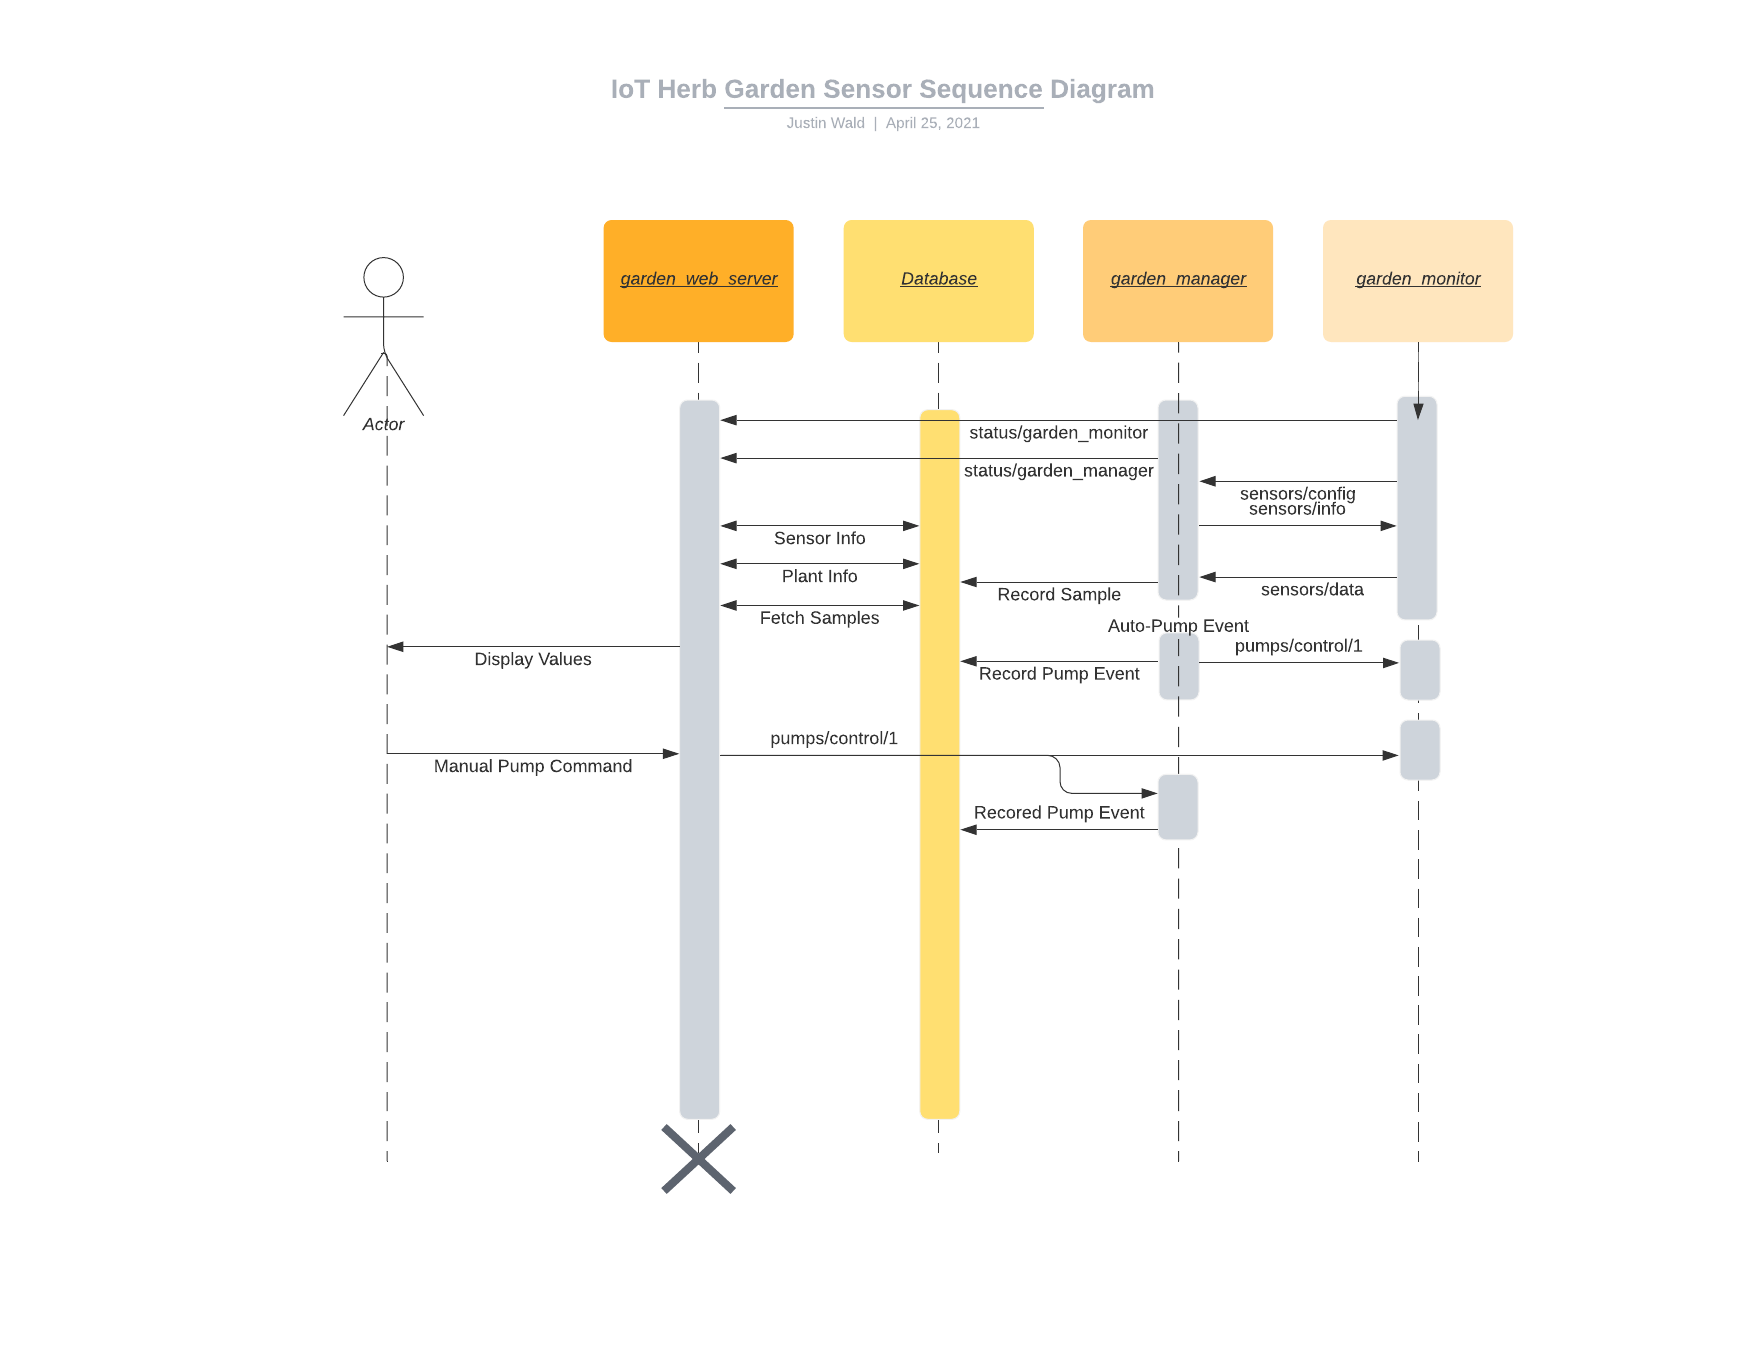 IoT Herb Garden Sensor Sequence Diagram
Justin Wald | April 25, 2021
garden_web_server
Database
garden_manager
garden_monitor
Actor
status/garden_monitor
status/garden_manager
sensors/config
sensors/info
Sensor Info
Plant Info
sensors/data
Record Sample
Fetch Samples
Auto-Pump Event
pumps/control/1
Display Values
Record Pump Event
pumps/control/1
Manual Pump Command
Recored Pump Event